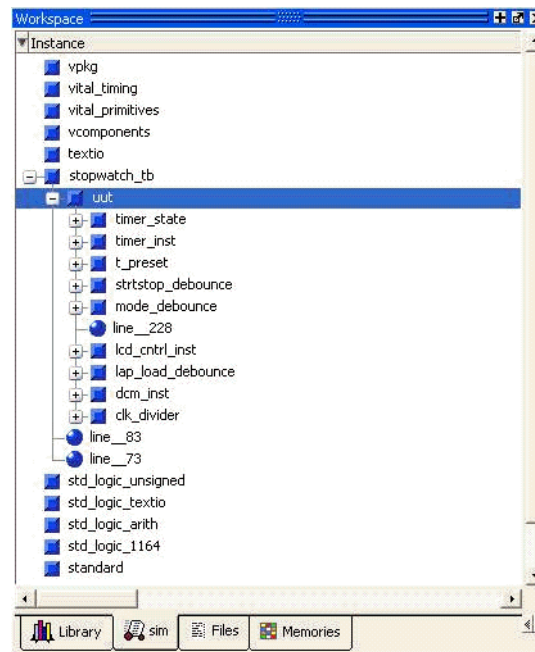 Workspace
Instance
vpkg
vital_timing
vital_primitives
vcomponents
textio
stopwatch_tb
uut
timer_state
timer_inst
t_preset
strtstop_debounce
mode_debounce
line__228
lcd_cntrl_inst
lap_load_debounce
dcm_inst
clk_divider
line__83
line__73
std_logic_unsigned
std_logic_textio
std_logic_arith
std_logic_1164
standard
Library sim Files Memories